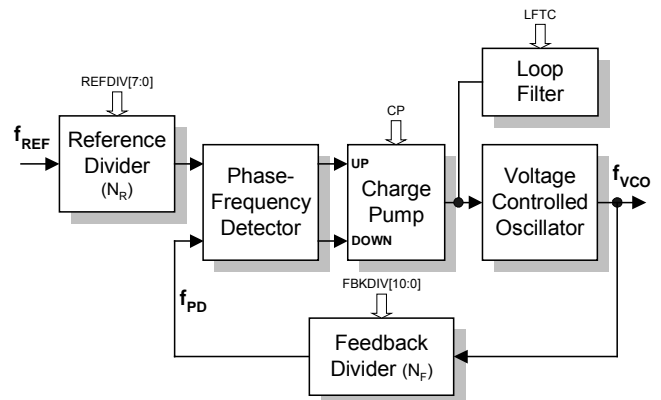 LFTC
Loop
Filter
REFDIV[7:0]
CP
f_REF
Reference
Divider
(N_R)
Phase-
Frequency
Detector
UP
Charge
Pump
DOWN
Voltage
Controlled
Oscillator
f_VCO
f_PD
FBKDIV[10:0]
Feedback
Divider (N_F)